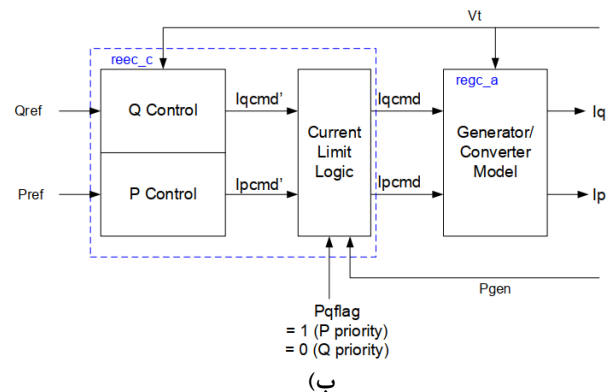 Vt
reec_c
regc_a
Qref
Q Control
Iqcmd'
Current
Limit
Logic
Iqcmd
Generator/
Converter
Model
Iq
Pref
P Control
Ipcmd'
Ipcmd
Ip
Pgen
Pqflag
= 1 (P priority)
= 0 (Q priority)
ب)